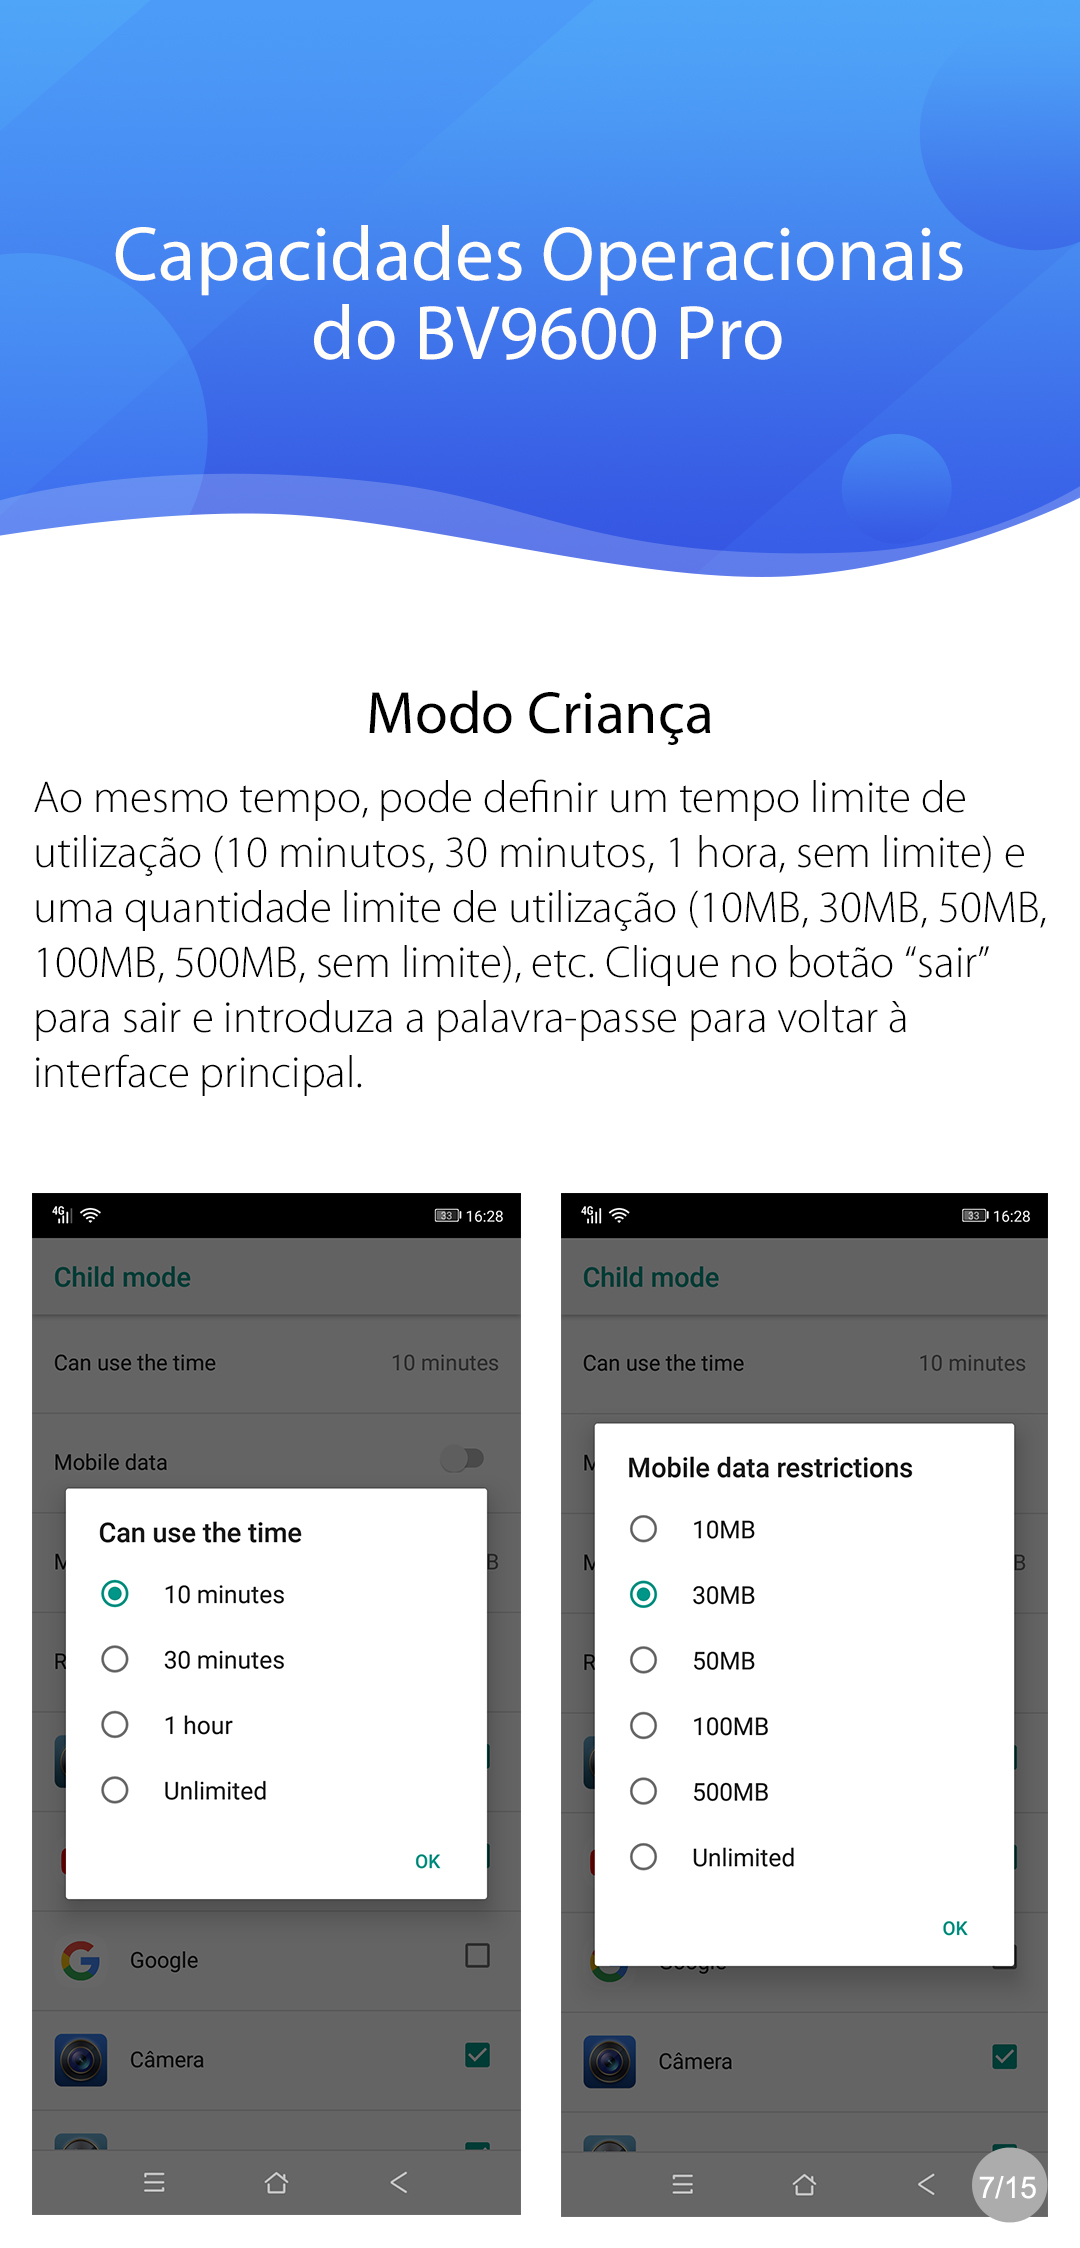 Capacidades Operacionais
do BV9600 Pro
Modo Criança
Ao mesmo tempo, pode definir um tempo limite de
utilização (10 minutos, 30 minutos, 1 hora, sem limite) e
uma quantidade limite de utilização (10MB, 30MB, 50MB,
100MB, 500MB, sem limite), etc. Clique no botão “sair”
para sair e introduza a palavra-passe para voltar à
interface principal.
4G 33 16:28
Child mode
Can use the time 10 minutes
Mobile data
Can use the time
10 minutes
30 minutes
1 hour
Unlimited
OK
Google
Câmera
4G 33 16:28
Child mode
Can use the time 10 minutes
Mobile data restrictions
10MB
30MB
50MB
100MB
500MB
Unlimited
OK
Google
Câmera
7/15